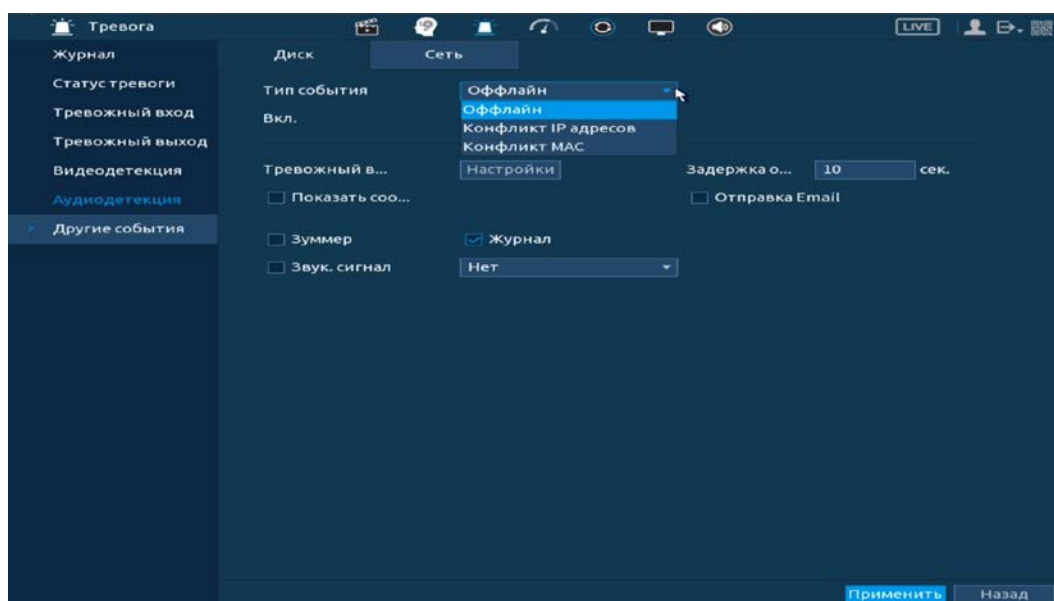 Тревога
LIVE
Журнал
Статус тревоги
Тревожный вход
Тревожный выход
Видеодетекция
Аудиодетекция
Другие события
Диск Сеть
Тип события Оффлайн
Оффлайн
Конфликт IP адресов
Конфликт MAC
Вкл.
Тревожный в... Настройки Задержка о... 10 сек.
Показать соо... Отправка Email
Зуммер Журнал
Звук. сигнал Нет
Применить Назад